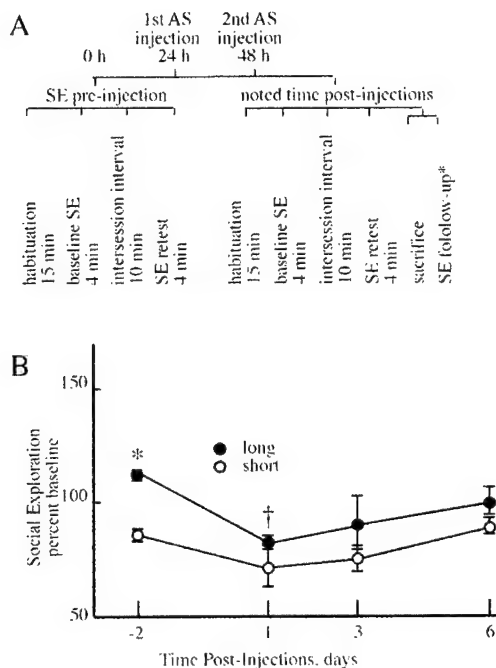 A
1st AS
injection
24 h
2nd AS
injection
48 h
0 h
SE pre-injection
noted time post-injections
habituation
15 min
baseline SE
4 min
intersession interval
10 min
SE retest
4 min
habituation
15 min
baseline SE
4 min
intersession interval
10 min
SE retest
4 min
sacrifice
SE fololow-up*
B
Social Exploration
percent baseline
150
100
50
*
†
long
short
-2
1
3
6
Time Post-Injections, days